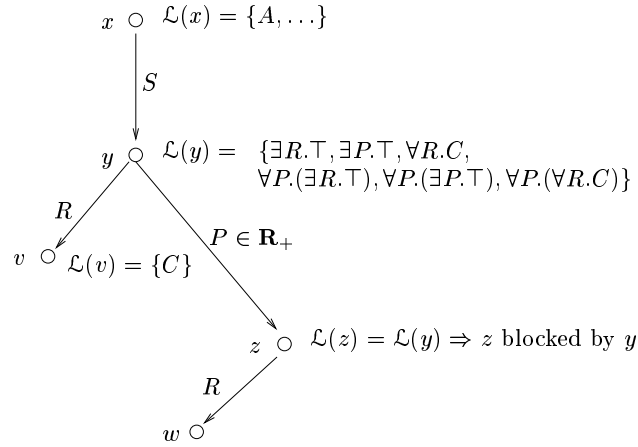 x ℒ(x) = {A, …}
S
y ℒ(y) = {∃R.⊤, ∃P.⊤, ∀R.C,
∀P.(∃R.⊤), ∀P.(∃P.⊤), ∀P.(∀R.C)}
R
P ∈ R₊
v ℒ(v) = {C}
z ℒ(z) = ℒ(y) ⇒ z blocked by y
R
w